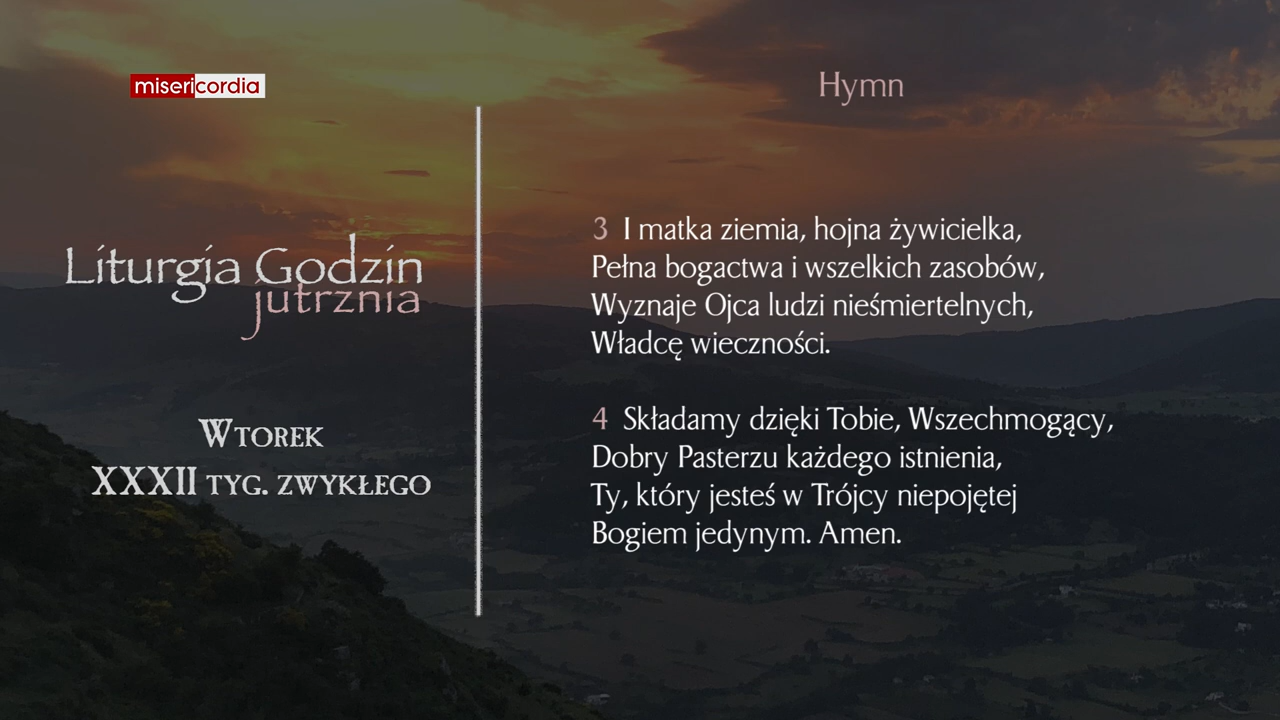 misericordia
Liturgia Godzin
jutrznia
Wtorek
XXXII tyg. zwykłego
Hymn
3 I matka ziemia, hojna żywicielka,
Pełna bogactwa i wszelkich zasobów,
Wyznaje Ojca ludzi nieśmiertelnych,
Władcę wieczności.
4 Składamy dzięki Tobie, Wszechmogący,
Dobry Pasterzu każdego istnienia,
Ty, który jesteś w Trójcy niepojętej
Bogiem jedynym. Amen.